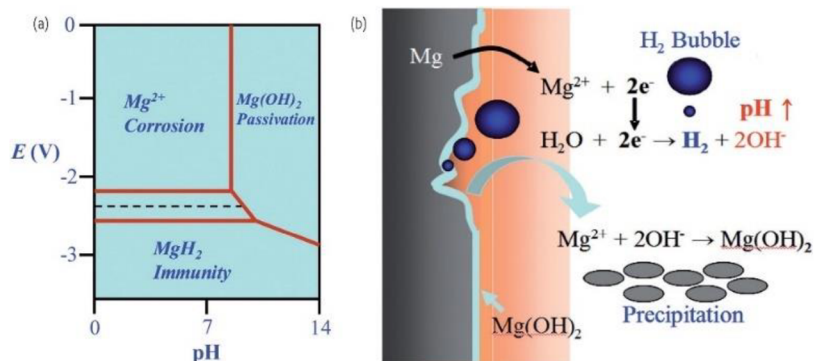 (a)
0
-1
E (V)
-2
-3
Mg²⁺
Corrosion
Mg(OH)₂
Passivation
MgH₂
Immunity
0
7
14
pH
(b)
Mg
H₂ Bubble
Mg²⁺ + 2e⁻
pH ↑
H₂O + 2e⁻ → H₂ + 2OH⁻
Mg²⁺ + 2OH⁻ → Mg(OH)₂
Mg(OH)₂
Precipitation